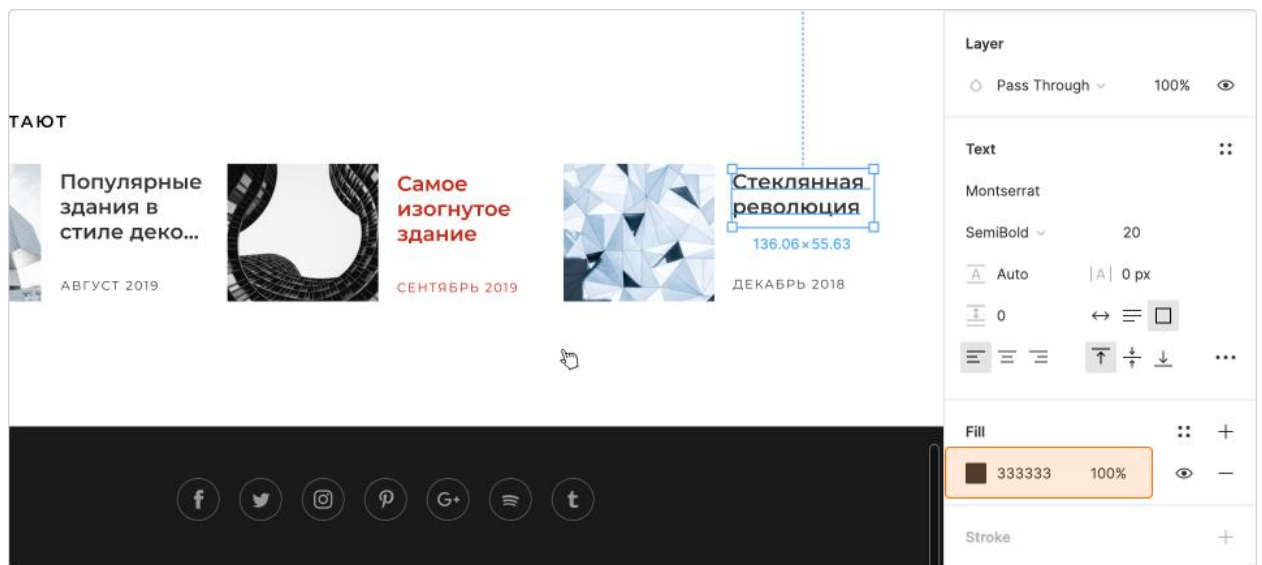 Layer
Pass Through
100%
ТАЮТ
Text
Популярные
здания в
стиле деко...
АВГУСТ 2019
Самое
изогнутое
здание
СЕНТЯБРЬ 2019
Стеклянная
революция
136.06×55.63
ДЕКАБРЬ 2018
Montserrat
SemiBold
20
A Auto
|A| 0 px
0
Fill
333333 100%
Stroke
f
G+
t